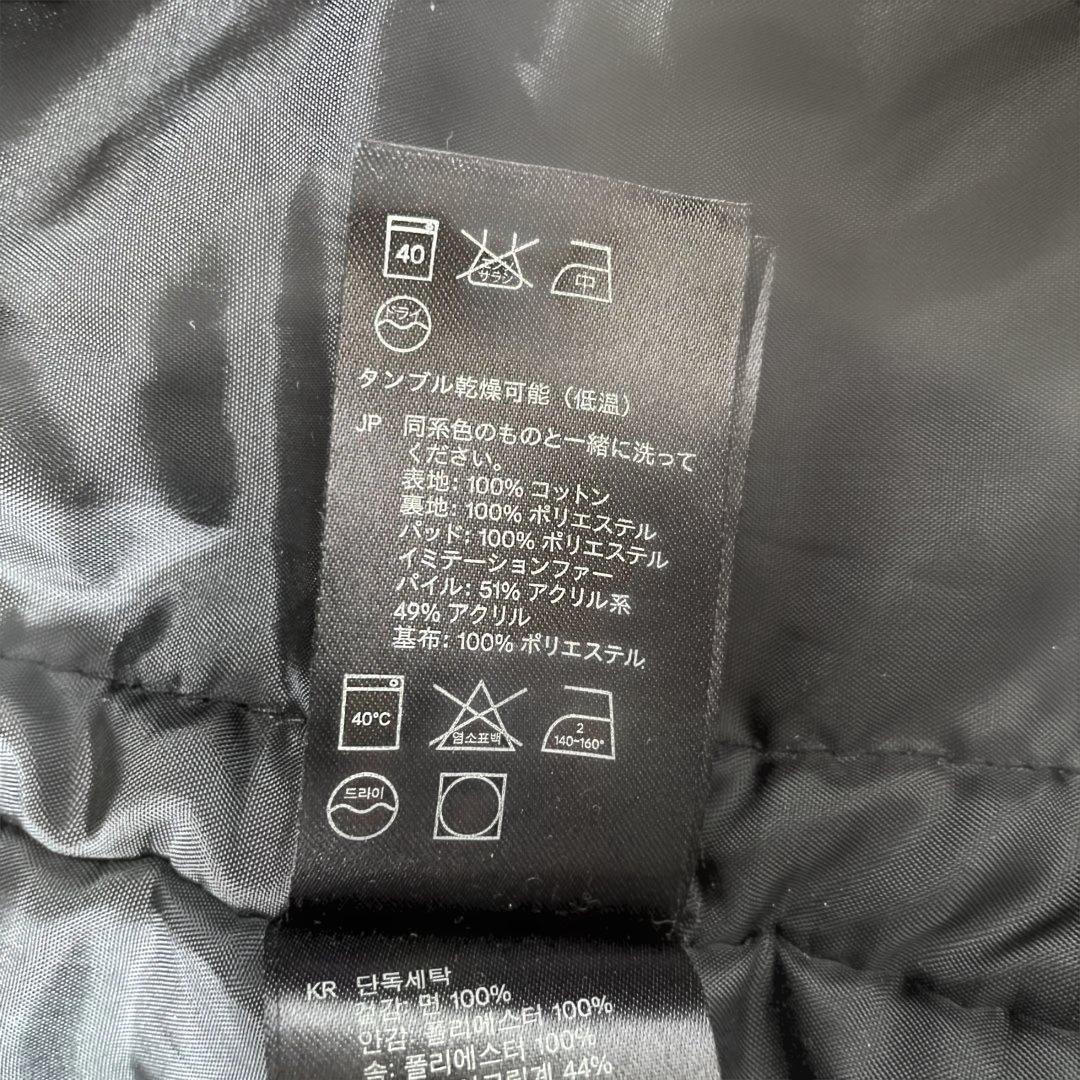 40
エンソ
サラシ
中
ドライ
タンブル乾燥可能（低温）
JP 同系色のものと一緒に洗って
ください。
表地: 100% コットン
裏地: 100% ポリエステル
パッド: 100% ポリエステル
イミテーションファー
パイル: 51% アクリル系
49% アクリル
基布: 100% ポリエステル
40°C
염소표백
2
140~160°
드라이
KR 단독세탁
겉감: 면 100%
안감: 폴리에스터 100%
솜: 폴리에스터 100%
44%